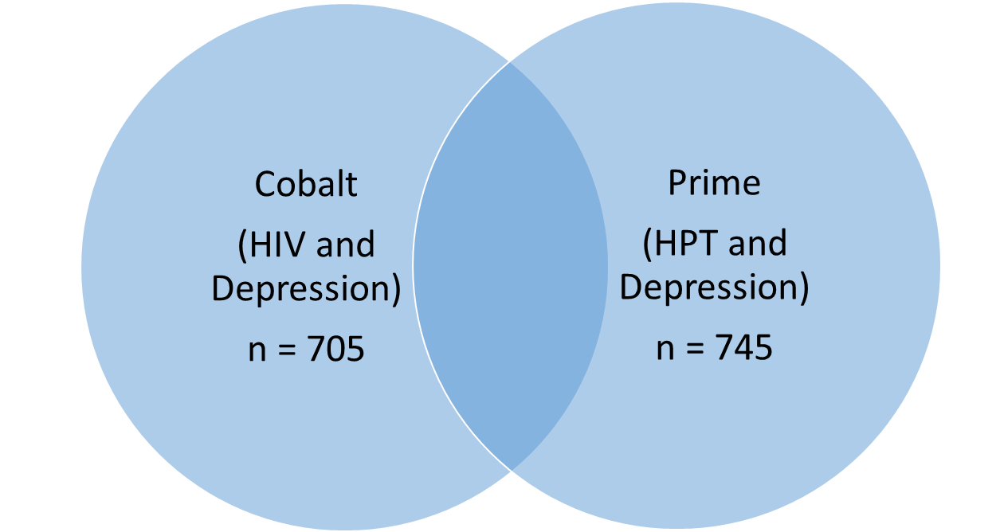 Cobalt
(HIV and
Depression)
n = 705
Prime
(HPT and
Depression)
n = 745